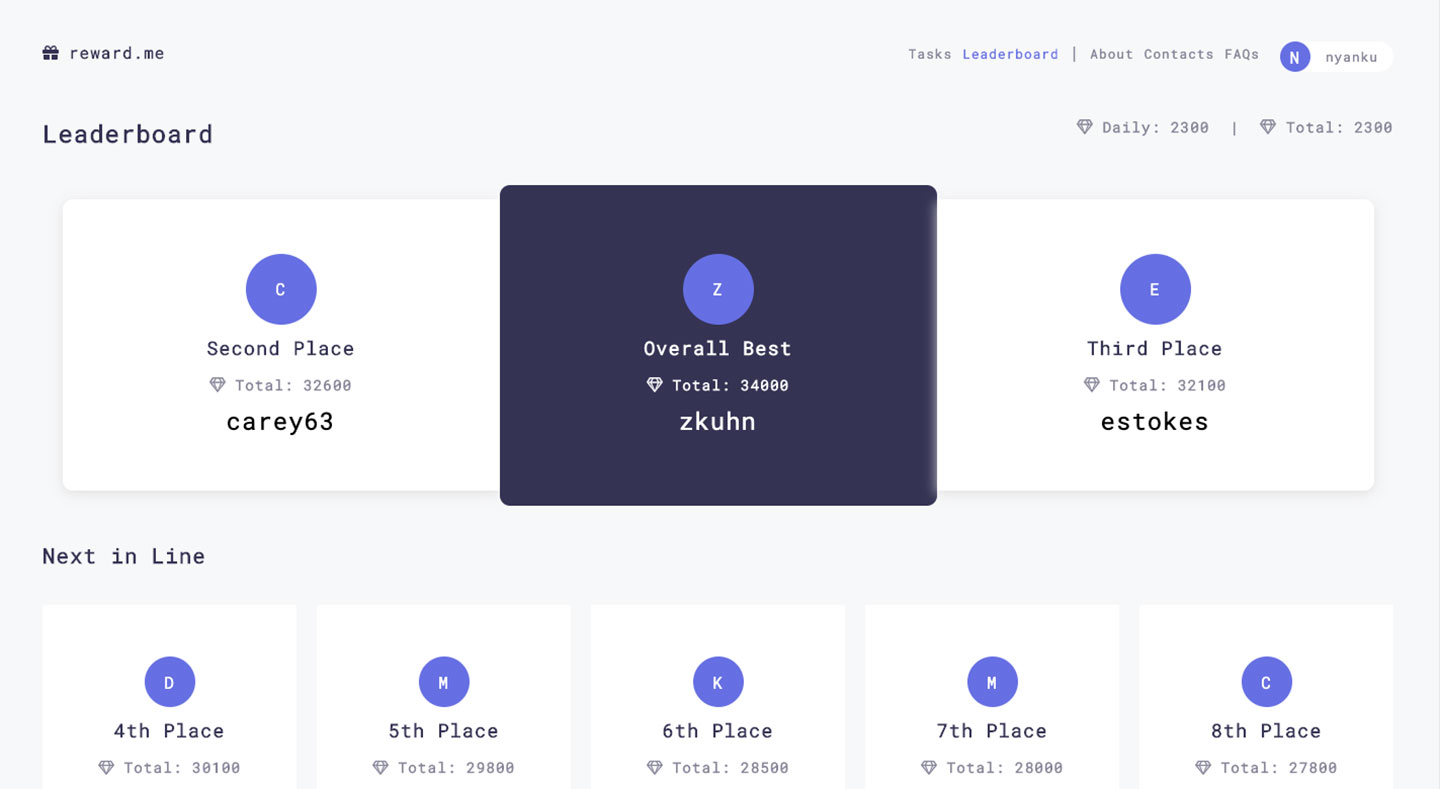 reward.me
Tasks Leaderboard | About Contacts FAQs N nyanku
Leaderboard
Daily: 2300 | Total: 2300
C
Second Place
Total: 32600
carey63
Z
Overall Best
Total: 34000
zkuhn
E
Third Place
Total: 32100
estokes
Next in Line
D
4th Place
Total: 30100
M
5th Place
Total: 29800
K
6th Place
Total: 28500
M
7th Place
Total: 28000
C
8th Place
Total: 27800